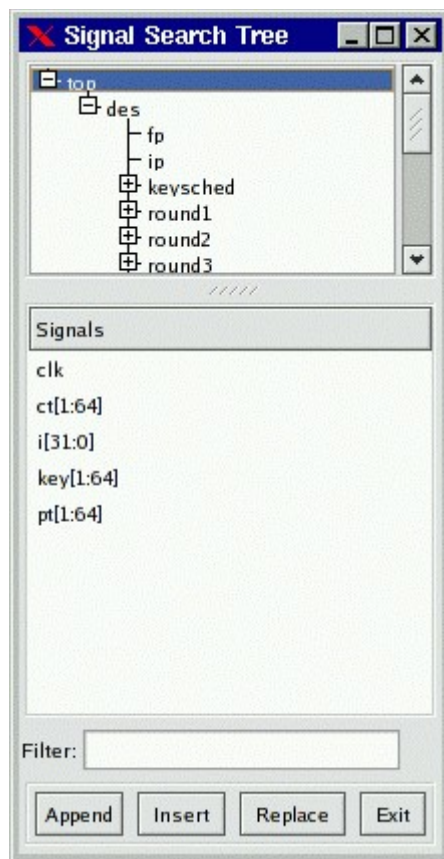 Signal Search Tree
top
des
fp
ip
keysched
round1
round2
round3
Signals
clk
ct[1:64]
i[31:0]
key[1:64]
pt[1:64]
Filter:
Append Insert Replace Exit